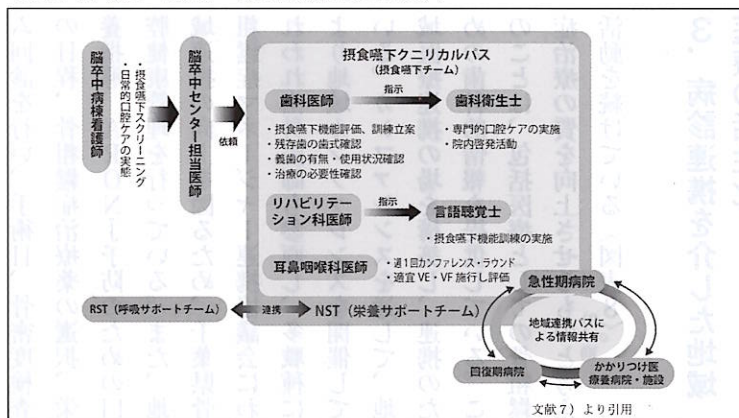 脳卒中病棟看護師
・摂食嚥下スクリーニング
・日常的口腔ケアの実態
脳卒中センター担当医師
依頼
摂食嚥下クニリカルパス
(摂食嚥下チーム)
歯科医師
指示
歯科衛生士
・摂食嚥下機能評価、訓練立案
・残存歯の歯式確認
・義歯の有無・使用状況確認
・治療の必要性確認
・専門的口腔ケアの実施
・院内啓発活動
リハビリテー
ション科医師
指示
言語聴覚士
・摂食嚥下機能訓練の実施
耳鼻咽喉科医師
・週1回カンファレンス・ラウンド
・適宜 VE・VF 施行し評価
RST（呼吸サポートチーム）
連携
NST（栄養サポートチーム）
急性期病院
地域連携パスに
よる情報共有
回復期病院
かかりつけ医
療養病院・施設
文献7）より引用